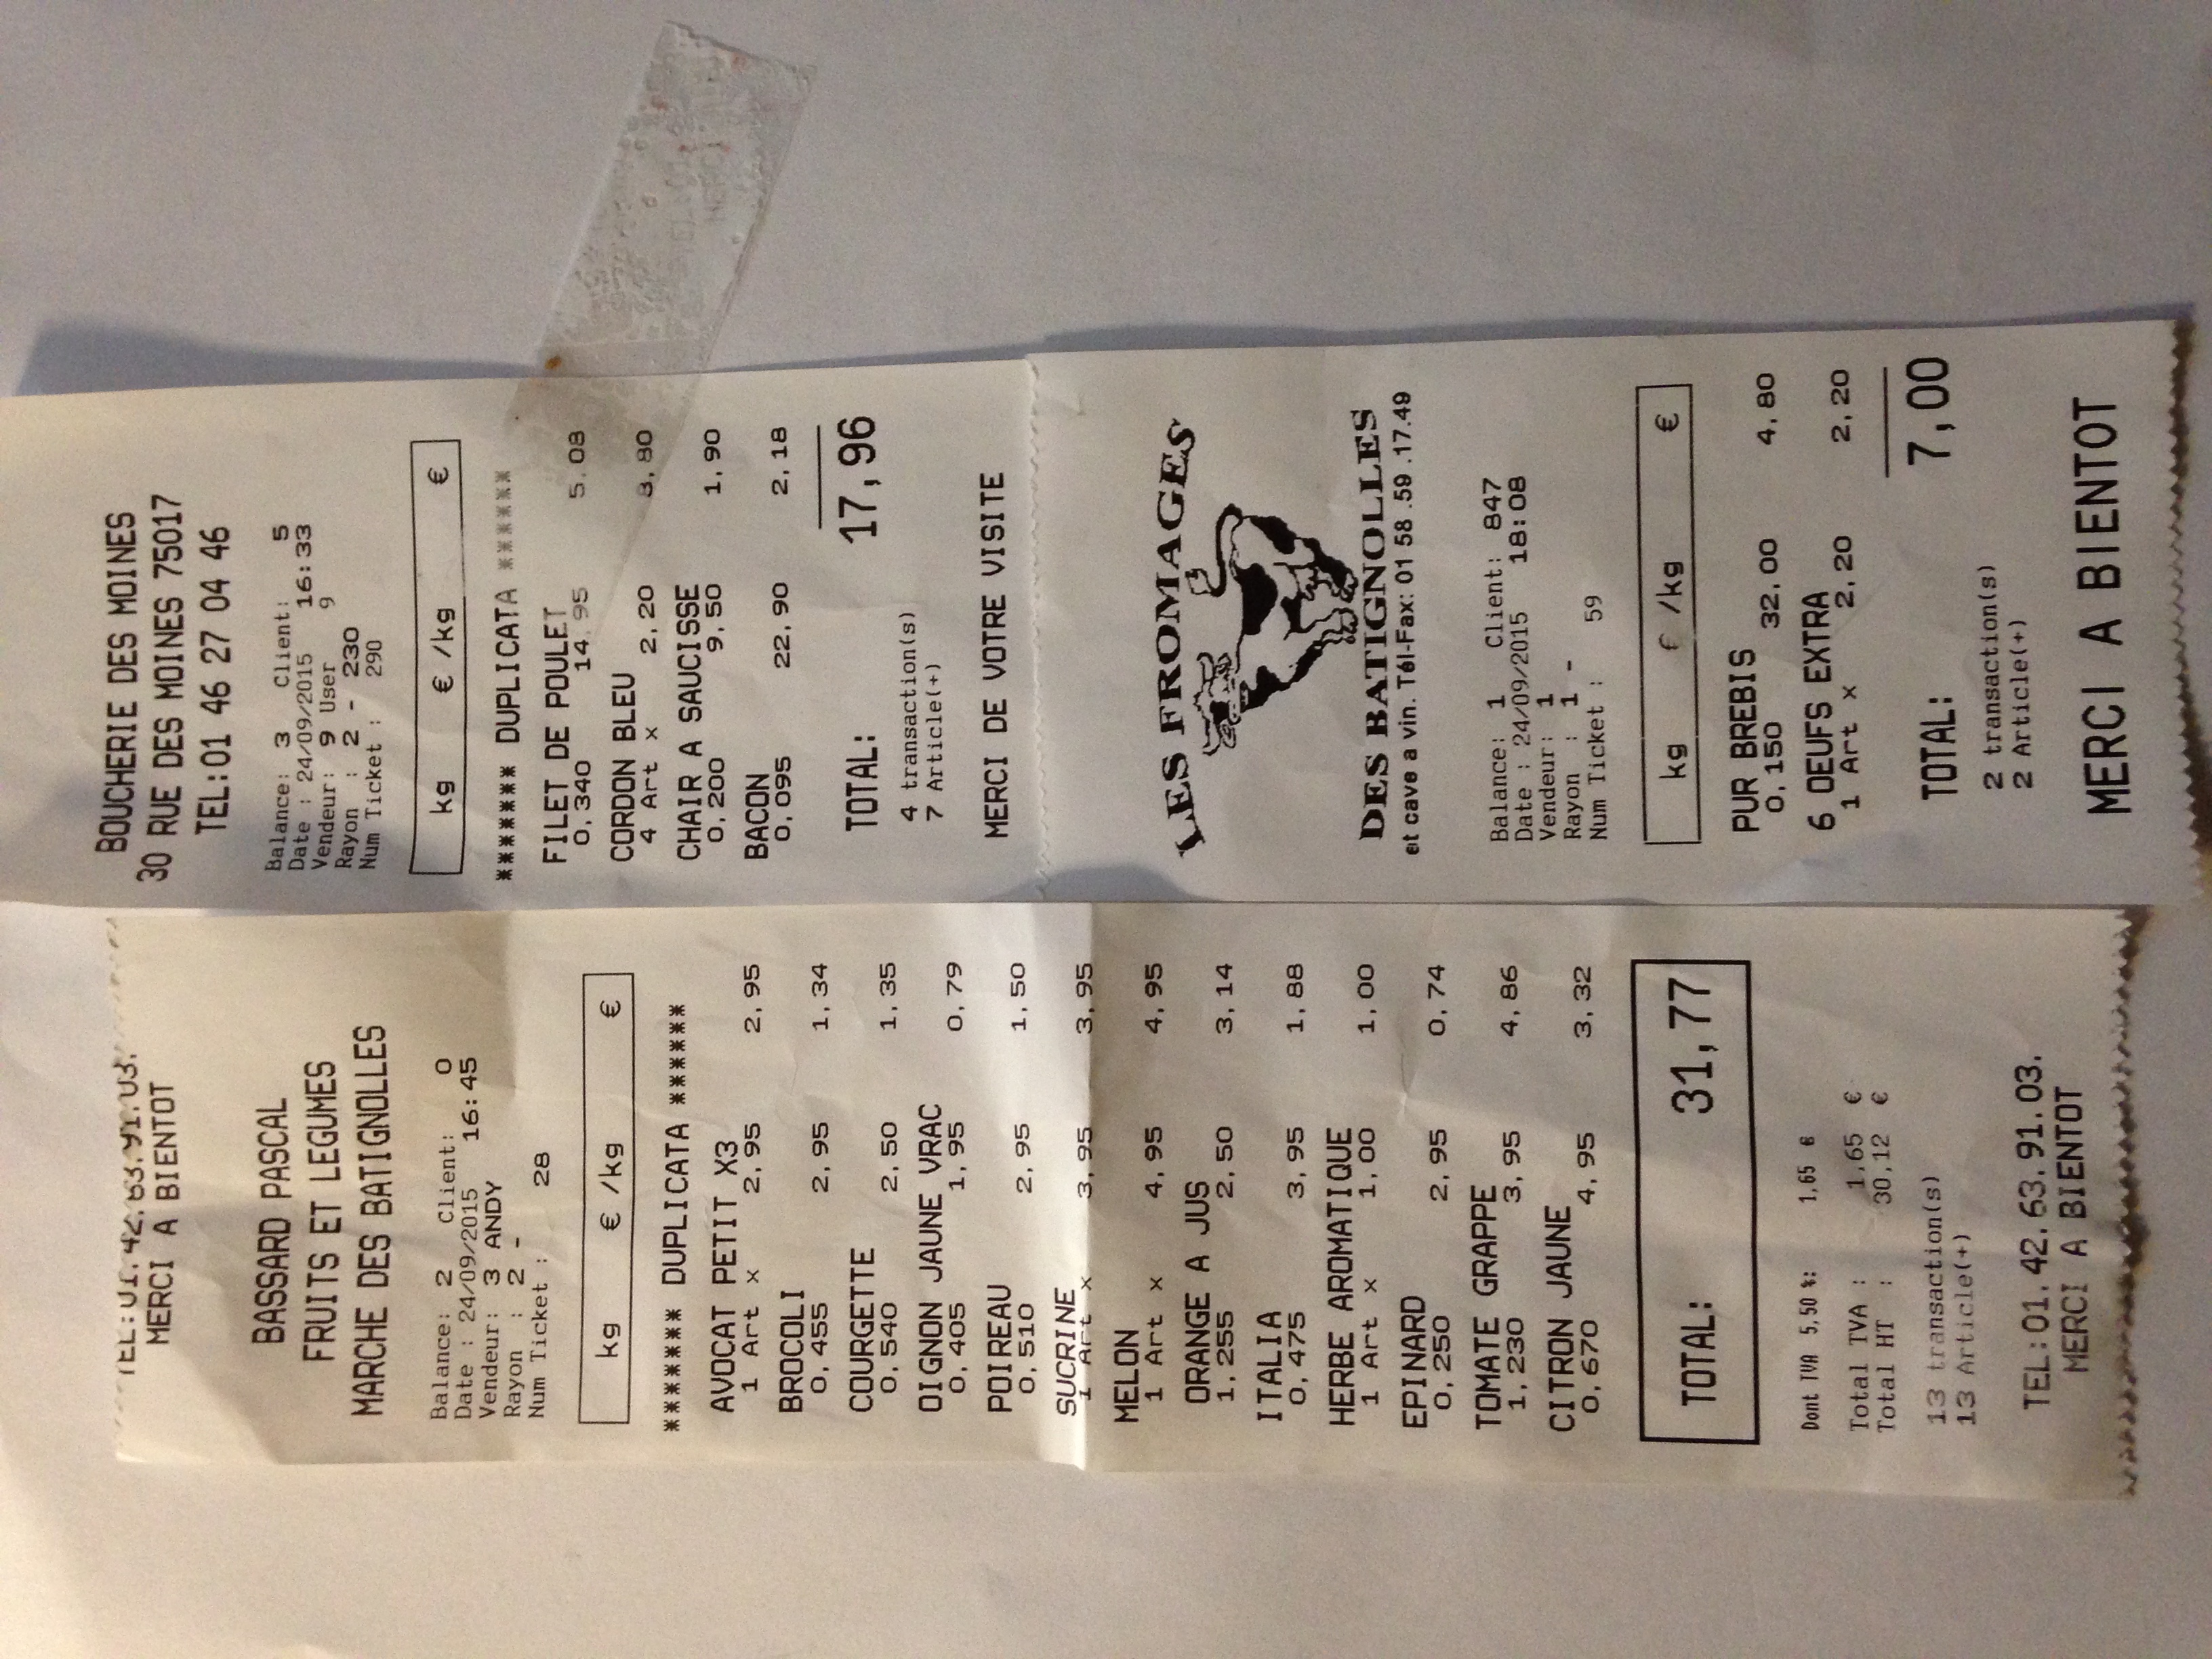 TEL:01.42.63.91.03.
MERCI A BIENTOT
BASSARD PASCAL
FRUITS ET LEGUMES
MARCHE DES BATIGNOLLES
Balance: 2 Client: 0
Date : 24/09/2015 16:45
Vendeur: 3 ANDY
Rayon : 2 -
Num Ticket : 28
kg € /kg €
******* DUPLICATA ******
AVOCAT PETIT X3
1 Art x 2,95 2,95
BROCOLI
0,455 2,95 1,34
COURGETTE
0,540 2,50 1,35
OIGNON JAUNE VRAC
0,405 1,95 0,79
POIREAU
0,510 2,95 1,50
SUCRINE
1 Art x 3,95 3,95
MELON
1 Art x 4,95 4,95
ORANGE A JUS
1,255 2,50 3,14
ITALIA
0,475 3,95 1,88
HERBE AROMATIQUE
1 Art x 1,00 1,00
EPINARD
0,250 2,95 0,74
TOMATE GRAPPE
1,230 3,95 4,86
CITRON JAUNE
0,670 4,95 3,32
TOTAL: 31,77
Dont TVA 5,50 %: 1,65 €
Total TVA : 1,65 €
Total HT : 30,12 €
13 transaction(s)
13 Article(+)
TEL:01.42.63.91.03.
MERCI A BIENTOT
BOUCHERIE DES MOINES
30 RUE DES MOINES 75017
TEL:01 46 27 04 46
Balance: 3 Client: 5
Date : 24/09/2015 16:33
Vendeur: 9 User 9
Rayon : 2 - 230
Num Ticket : 290
kg € /kg €
******* DUPLICATA ******
FILET DE POULET
0,340 14,95 5,08
CORDON BLEU
4 Art x 2,20 8,80
CHAIR A SAUCISSE
0,200 9,50 1,90
BACON
0,095 22,90 2,18
TOTAL: 17,96
4 transaction(s)
7 Article(+)
MERCI DE VOTRE VISITE
LES FROMAGES
DES BATIGNOLLES
et cave a vin. Tél-Fax: 01 58 .59 .17.49
Balance: 1 Client: 847
Date : 24/09/2015 18:08
Vendeur: 1
Rayon : 1 -
Num Ticket : 59
kg € /kg €
PUR BREBIS
0,150 32,00 4,80
6 OEUFS EXTRA
1 Art x 2,20 2,20
TOTAL: 7,00
2 transaction(s)
2 Article(+)
MERCI A BIENTOT